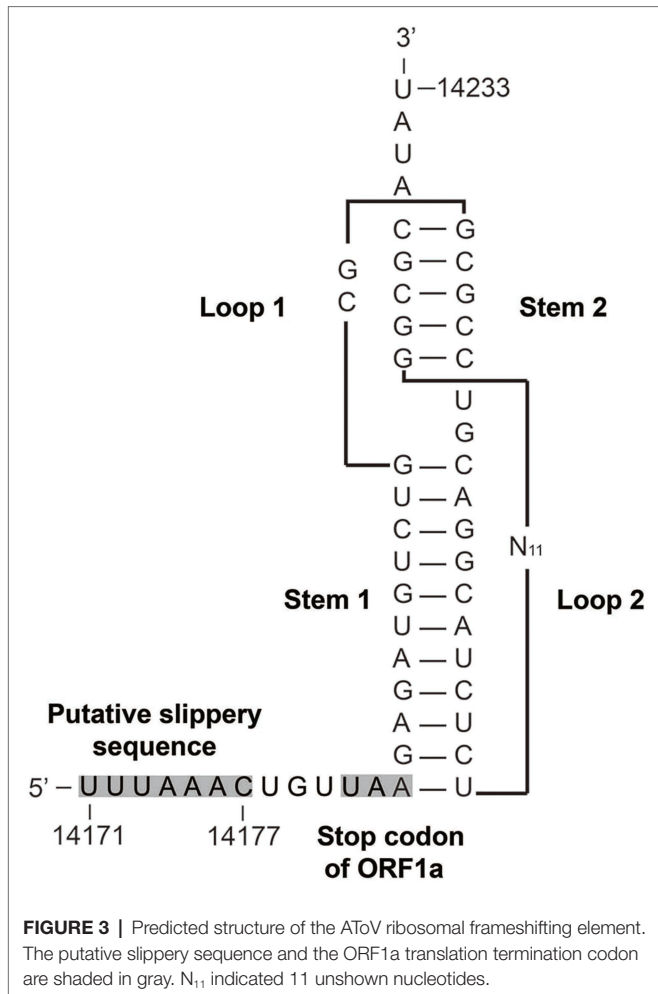 3’
U–14233
A
U
A
C — G
G — C
G
C — G
C
Loop 1
Stem 2
G — C
G — C
U
G
G — C
U — A
C — G
N₁₁
U — G
Stem 1
G — C
Loop 2
U — A
A — U
G — C
A — U
Putative slippery
sequence
G — C
5’ – UUUAAACUGUUAA — U
14171
14177
Stop codon
of ORF1a
FIGURE 3 | Predicted structure of the AToV ribosomal frameshifting element.
The putative slippery sequence and the ORF1a translation termination codon
are shaded in gray. N₁₁ indicated 11 unshown nucleotides.